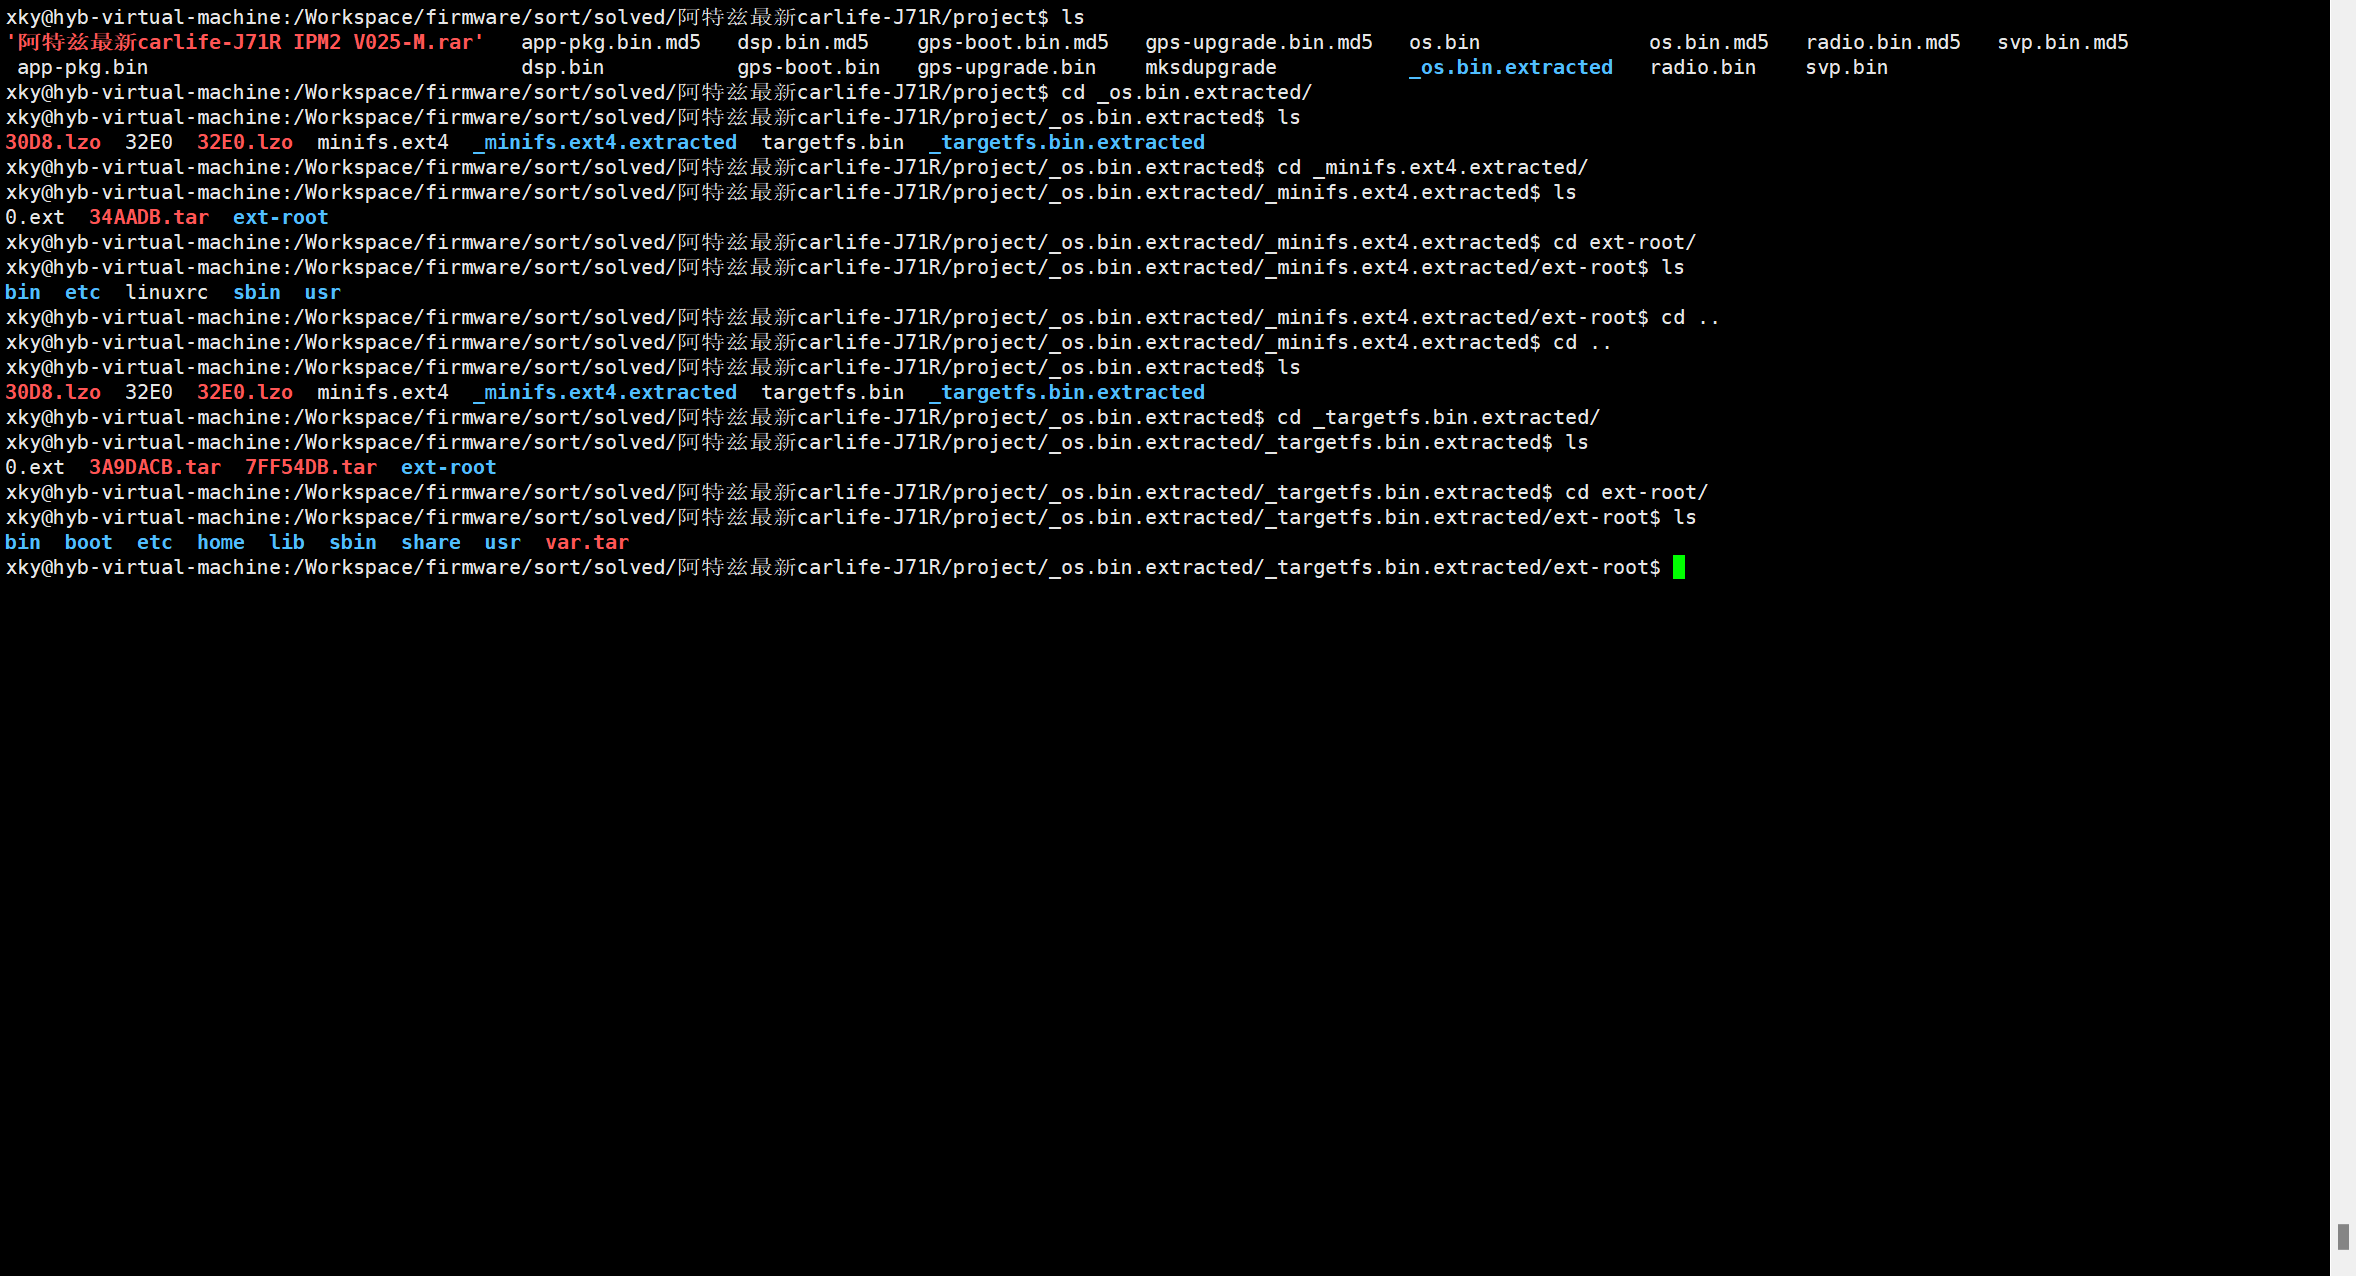 xky@hyb-virtual-machine:/Workspace/firmware/sort/solved/阿特兹最新carlife-J71R/project$ ls
'阿特兹最新carlife-J71R IPM2 V025-M.rar'   app-pkg.bin.md5   dsp.bin.md5    gps-boot.bin.md5   gps-upgrade.bin.md5   os.bin              os.bin.md5   radio.bin.md5   svp.bin.md5
 app-pkg.bin                               dsp.bin           gps-boot.bin   gps-upgrade.bin    mksdupgrade           _os.bin.extracted   radio.bin    svp.bin
xky@hyb-virtual-machine:/Workspace/firmware/sort/solved/阿特兹最新carlife-J71R/project$ cd _os.bin.extracted/
xky@hyb-virtual-machine:/Workspace/firmware/sort/solved/阿特兹最新carlife-J71R/project/_os.bin.extracted$ ls
30D8.lzo  32E0  32E0.lzo  minifs.ext4  _minifs.ext4.extracted  targetfs.bin  _targetfs.bin.extracted
xky@hyb-virtual-machine:/Workspace/firmware/sort/solved/阿特兹最新carlife-J71R/project/_os.bin.extracted$ cd _minifs.ext4.extracted/
xky@hyb-virtual-machine:/Workspace/firmware/sort/solved/阿特兹最新carlife-J71R/project/_os.bin.extracted/_minifs.ext4.extracted$ ls
0.ext  34AADB.tar  ext-root
xky@hyb-virtual-machine:/Workspace/firmware/sort/solved/阿特兹最新carlife-J71R/project/_os.bin.extracted/_minifs.ext4.extracted$ cd ext-root/
xky@hyb-virtual-machine:/Workspace/firmware/sort/solved/阿特兹最新carlife-J71R/project/_os.bin.extracted/_minifs.ext4.extracted/ext-root$ ls
bin  etc  linuxrc  sbin  usr
xky@hyb-virtual-machine:/Workspace/firmware/sort/solved/阿特兹最新carlife-J71R/project/_os.bin.extracted/_minifs.ext4.extracted/ext-root$ cd ..
xky@hyb-virtual-machine:/Workspace/firmware/sort/solved/阿特兹最新carlife-J71R/project/_os.bin.extracted/_minifs.ext4.extracted$ cd ..
xky@hyb-virtual-machine:/Workspace/firmware/sort/solved/阿特兹最新carlife-J71R/project/_os.bin.extracted$ ls
30D8.lzo  32E0  32E0.lzo  minifs.ext4  _minifs.ext4.extracted  targetfs.bin  _targetfs.bin.extracted
xky@hyb-virtual-machine:/Workspace/firmware/sort/solved/阿特兹最新carlife-J71R/project/_os.bin.extracted$ cd _targetfs.bin.extracted/
xky@hyb-virtual-machine:/Workspace/firmware/sort/solved/阿特兹最新carlife-J71R/project/_os.bin.extracted/_targetfs.bin.extracted$ ls
0.ext  3A9DACB.tar  7FF54DB.tar  ext-root
xky@hyb-virtual-machine:/Workspace/firmware/sort/solved/阿特兹最新carlife-J71R/project/_os.bin.extracted/_targetfs.bin.extracted$ cd ext-root/
xky@hyb-virtual-machine:/Workspace/firmware/sort/solved/阿特兹最新carlife-J71R/project/_os.bin.extracted/_targetfs.bin.extracted/ext-root$ ls
bin  boot  etc  home  lib  sbin  share  usr  var.tar
xky@hyb-virtual-machine:/Workspace/firmware/sort/solved/阿特兹最新carlife-J71R/project/_os.bin.extracted/_targetfs.bin.extracted/ext-root$